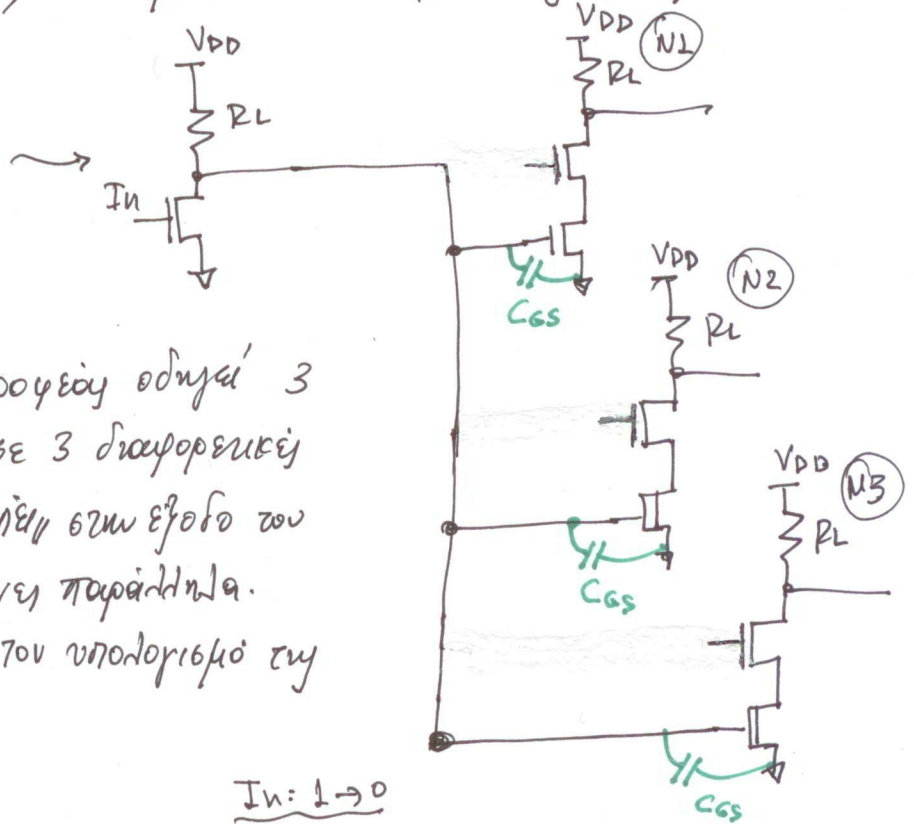 VDD
RL
In
VDD
N1
RL
CGS
VDD
N2
RL
CGS
VDD
N3
RL
CGS
οδηγεί 3
σε 3 διαφορετικές
στην έξοδο του
παράλληλα.
τον υπολογισμό της
In: 1→0